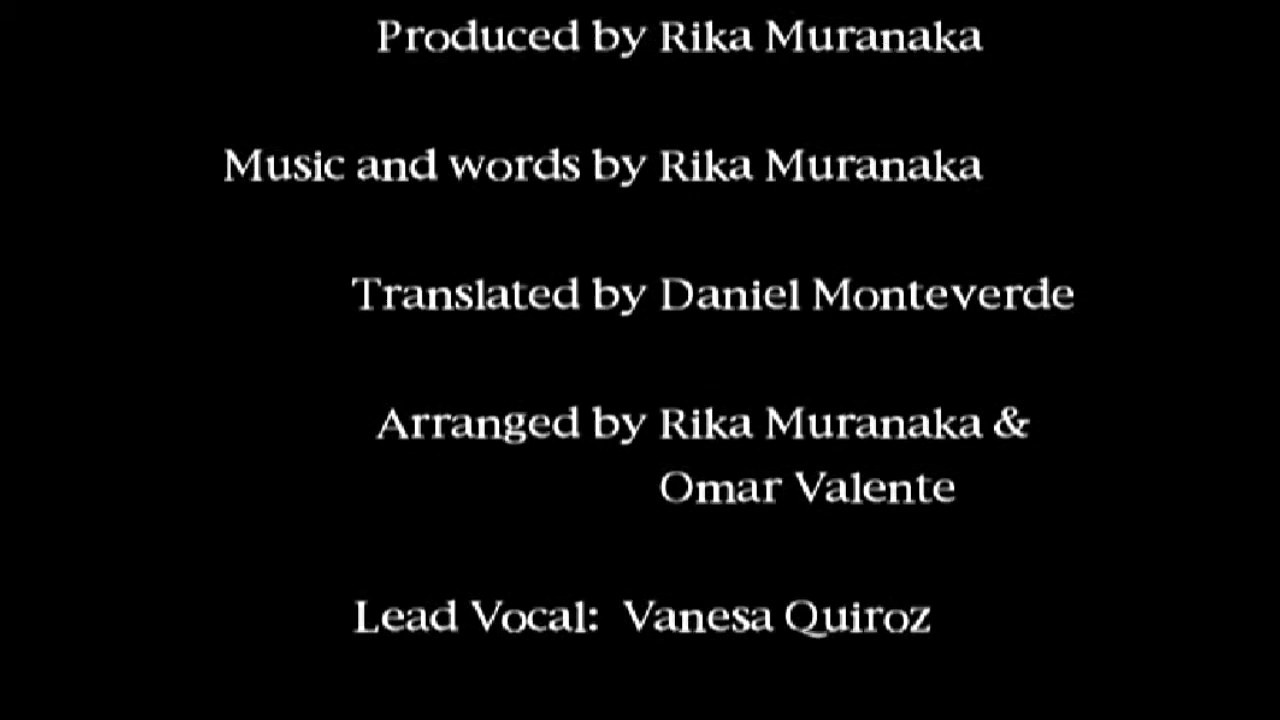 Produced by Rika Muranaka
Music and words by Rika Muranaka
Translated by Daniel Monteverde
Arranged by Rika Muranaka &
Omar Valente
Lead Vocal: Vanesa Quiroz